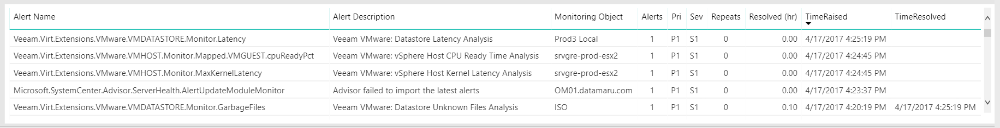 Alert Name Alert Description Monitoring Object Alerts Pri Sev Repeats Resolved (hr) TimeRaised TimeResolved
Veeam.Virt.Extensions.VMware.VMDATASTORE.Monitor.Latency Veeam VMware: Datastore Latency Analysis Prod3 Local 1 P1 S1 0 0.00 4/17/2017 4:25:19 PM
Veeam.Virt.Extensions.VMware.VMHOST.Monitor.Mapped.VMGUEST.cpuReadyPct Veeam VMware: vSphere Host CPU Ready Time Analysis srvgre-prod-esx2 1 P1 S1 0 0.00 4/17/2017 4:24:45 PM
Veeam.Virt.Extensions.VMware.VMHOST.Monitor.MaxKernelLatency Veeam VMware: vSphere Host Kernel Latency Analysis srvgre-prod-esx2 1 P1 S1 0 0.00 4/17/2017 4:24:45 PM
Microsoft.SystemCenter.Advisor.ServerHealth.AlertUpdateModuleMonitor Advisor failed to import the latest alerts OM01.datamaru.com 1 P1 S1 0 0.00 4/17/2017 4:23:37 PM
Veeam.Virt.Extensions.VMware.VMDATASTORE.Monitor.GarbageFiles Veeam VMware: Datastore Unknown Files Analysis ISO 1 P1 S1 0 0.10 4/17/2017 4:20:19 PM 4/17/2017 4:25:19 PM